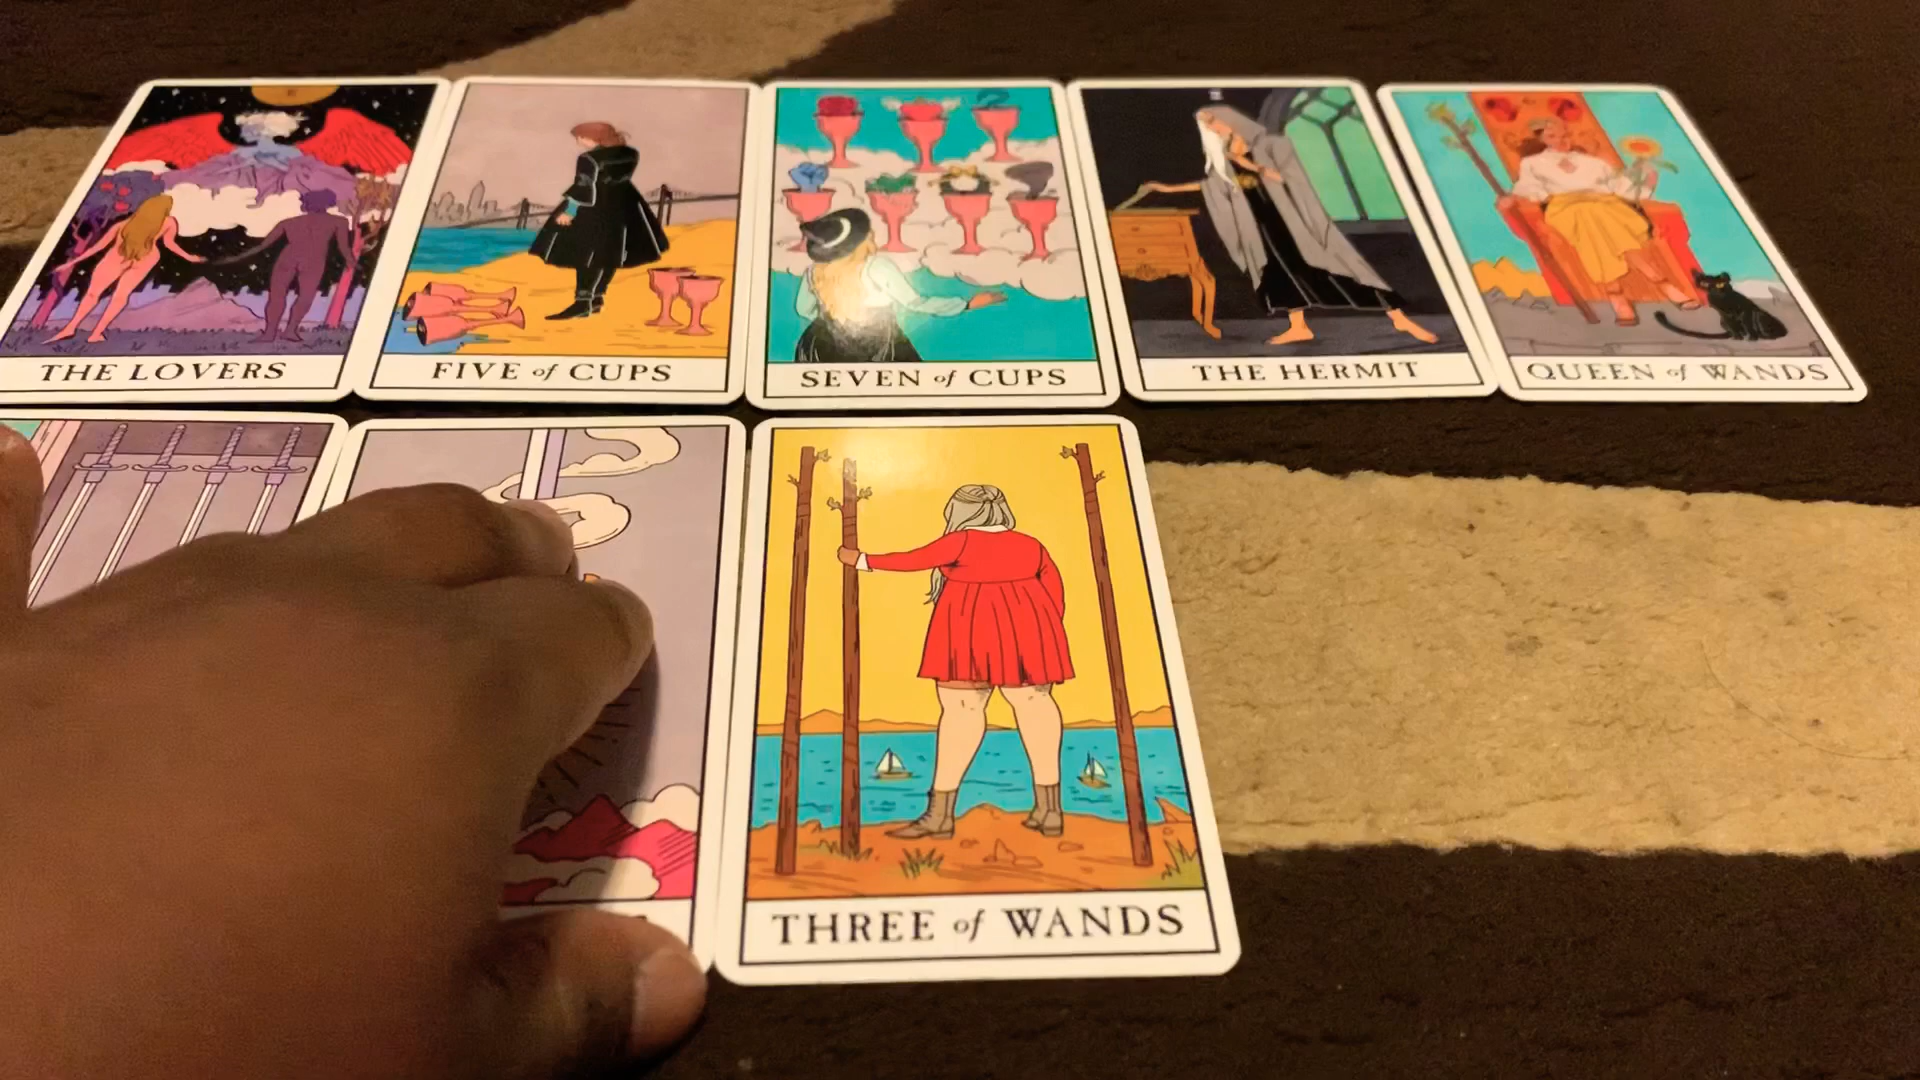 THE LOVERS
FIVE of CUPS
SEVEN of CUPS
THE HERMIT
QUEEN of WANDS
THREE of WANDS